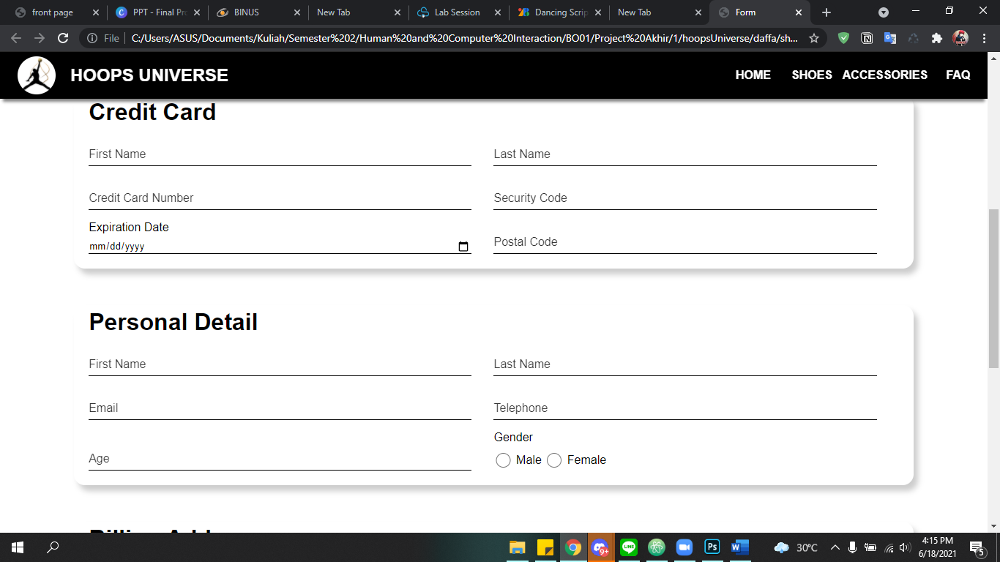 front page PPT - Final Pro BINUS New Tab Lab Session Dancing Scrip New Tab Form
File C:/Users/ASUS/Documents/Kuliah/Semester%202/Human%20and%20Computer%20Interaction/BO01/Project%20Akhir/1/hoopsUniverse/daffa/sh...
HOOPS UNIVERSE HOME SHOES ACCESSORIES FAQ
Credit Card
First Name Last Name
Credit Card Number Security Code
Expiration Date
mm/dd/yyyy Postal Code
Personal Detail
First Name Last Name
Email Telephone
Gender
Age Male Female
30°C
4:15 PM
6/18/2021
Ps
9+
LINE
5